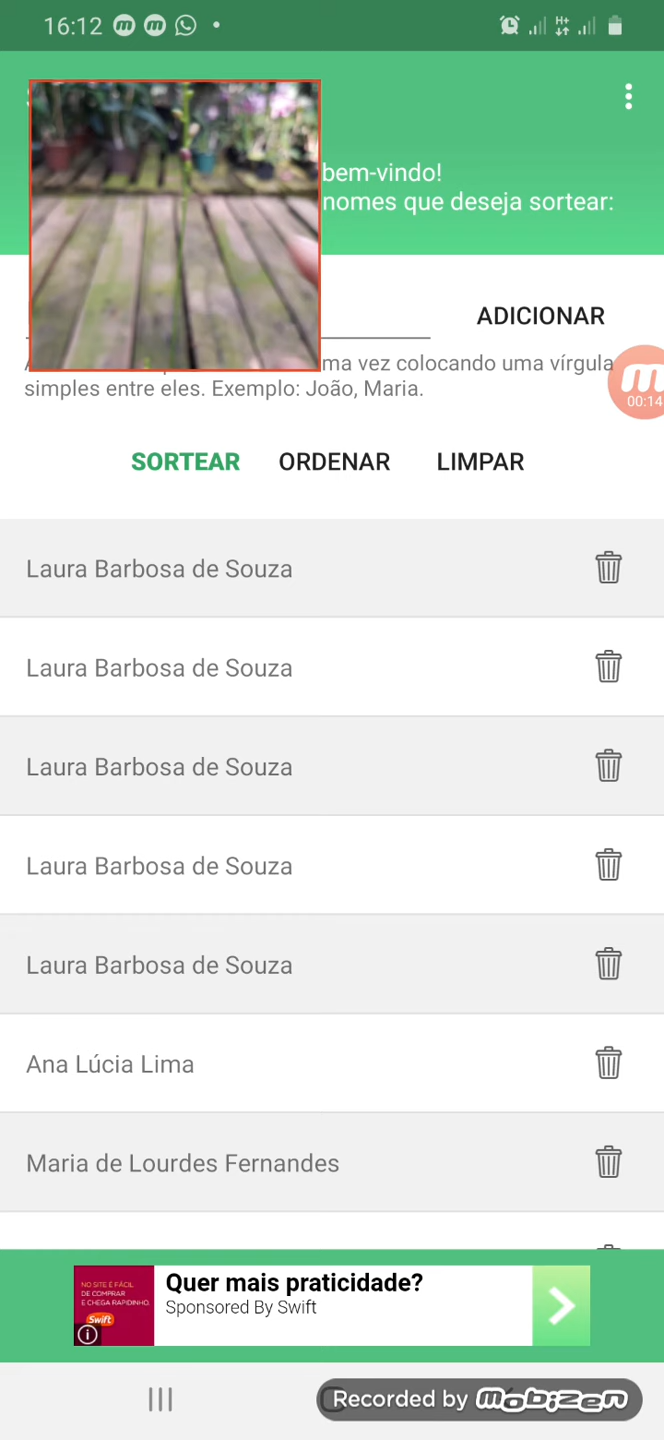 16:12
bem-vindo!
nomes que deseja sortear:
ADICIONAR
ma vez colocando uma vírgula
simples entre eles. Exemplo: João, Maria.
00:14
SORTEAR ORDENAR LIMPAR
Laura Barbosa de Souza
Laura Barbosa de Souza
Laura Barbosa de Souza
Laura Barbosa de Souza
Laura Barbosa de Souza
Ana Lúcia Lima
Maria de Lourdes Fernandes
NO SITE É FÁCIL
DE COMPRAR
E CHEGA RAPIDINHO.
Swift
Quer mais praticidade?
Sponsored By Swift
Recorded by mobizen